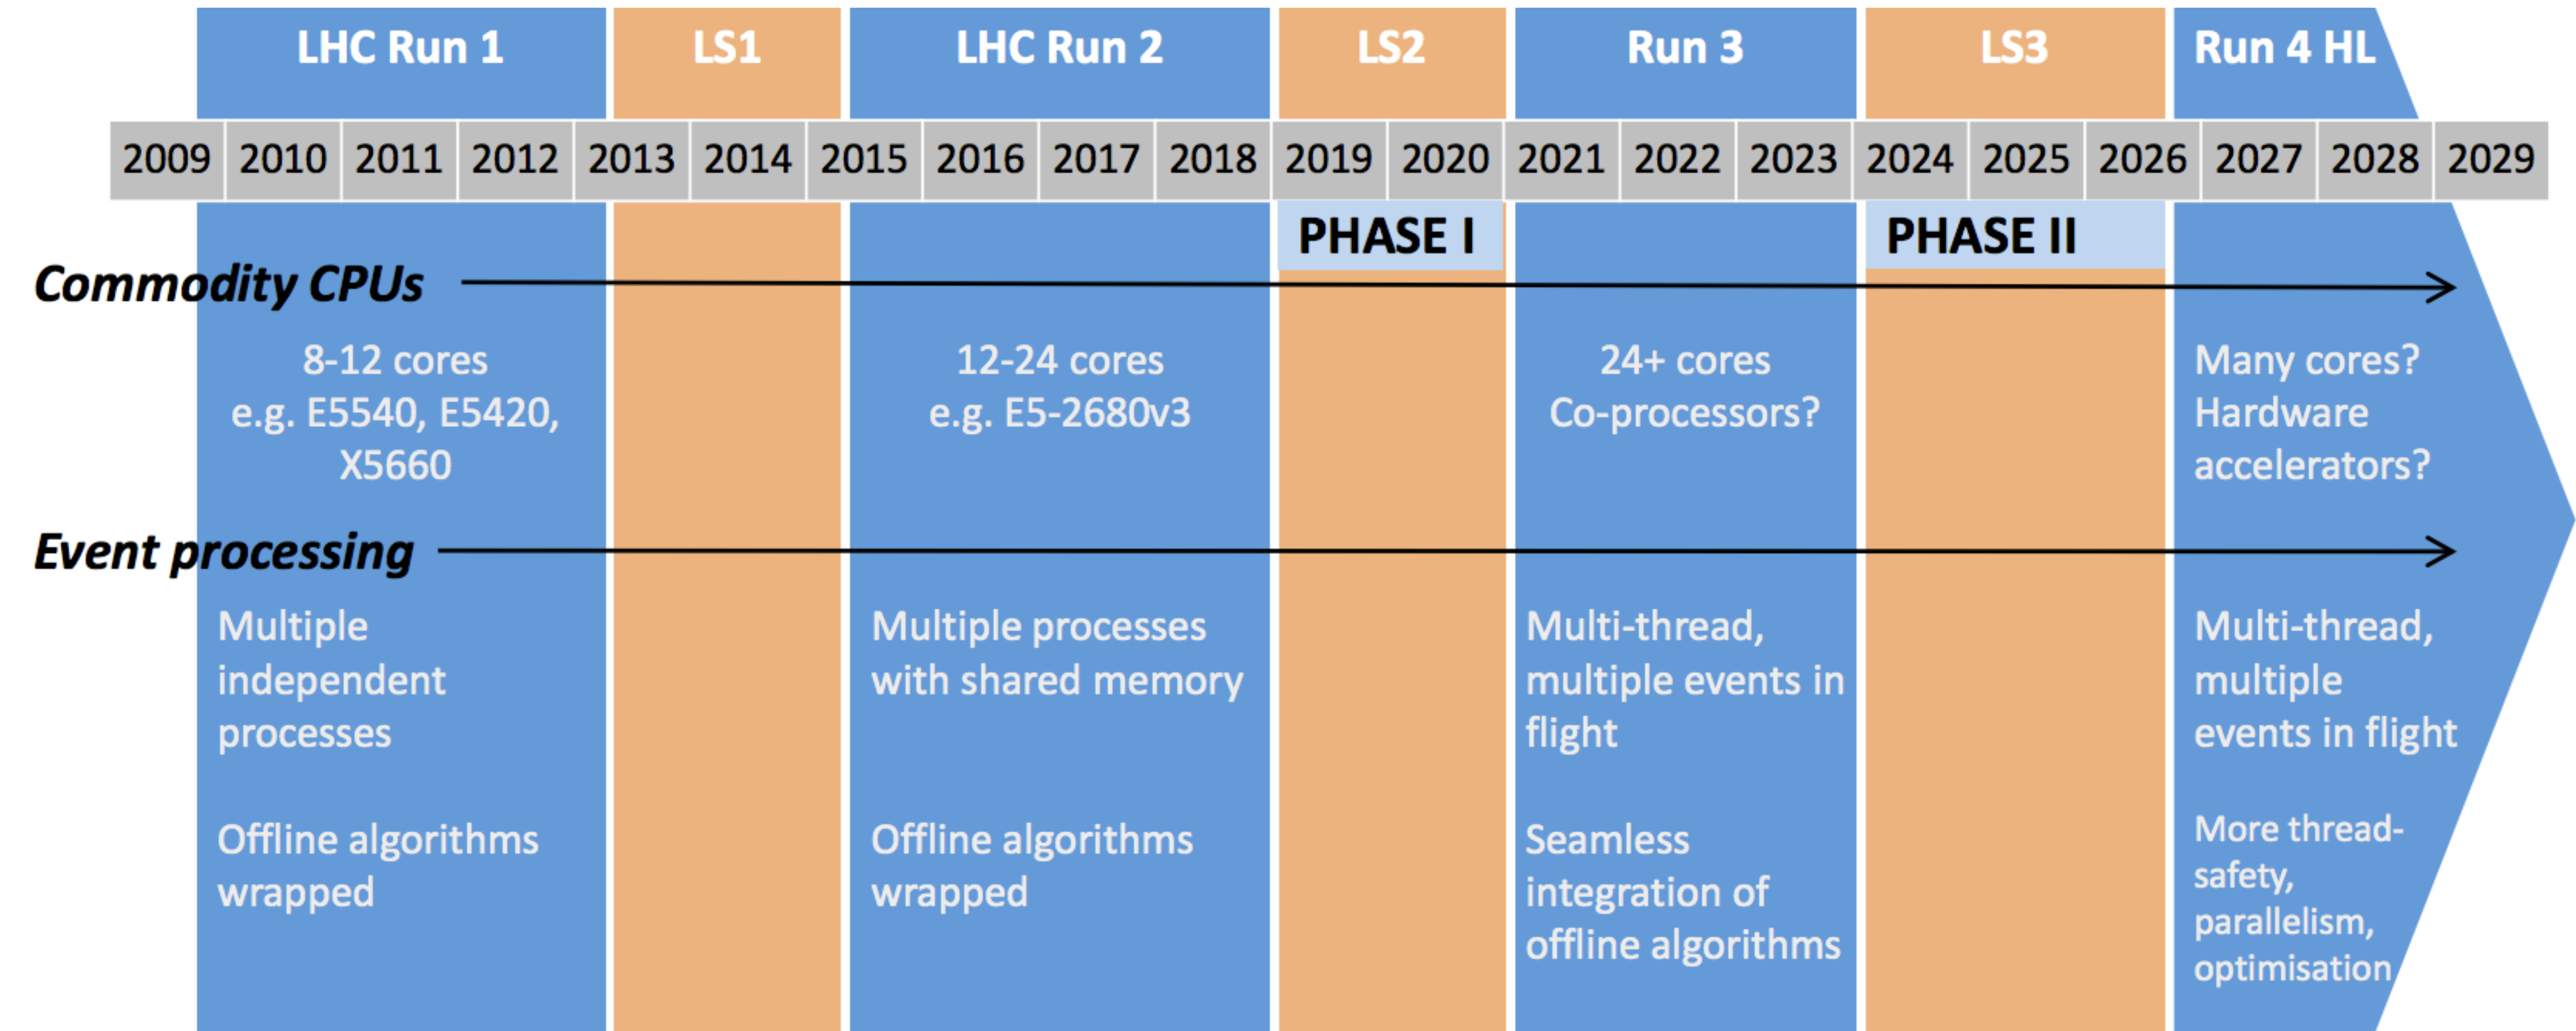 LHC Run 1 LS1 LHC Run 2 LS2 Run 3 LS3 Run 4 HL
2009 2010 2011 2012 2013 2014 2015 2016 2017 2018 2019 2020 2021 2022 2023 2024 2025 2026 2027 2028 2029
PHASE I PHASE II
Commodity CPUs
8-12 cores
e.g. E5540, E5420,
X5660
12-24 cores
e.g. E5-2680v3
24+ cores
Co-processors?
Many cores?
Hardware
accelerators?
Event processing
Multiple
independent
processes
Offline algorithms
wrapped
Multiple processes
with shared memory
Offline algorithms
wrapped
Multi-thread,
multiple events in
flight
Seamless
integration of
offline algorithms
Multi-thread,
multiple
events in flight
More thread-
safety,
parallelism,
optimisation